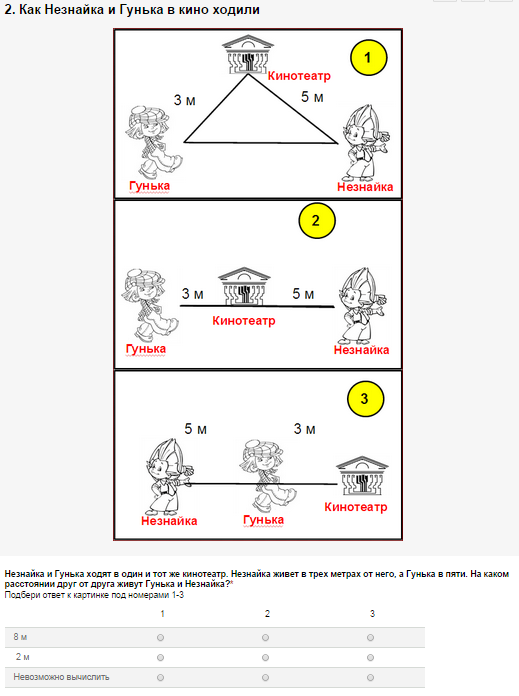 2. Как Незнайка и Гунька в кино ходили
1
Кинотеатр
3 м
5 м
Гунька
Незнайка
2
3 м
5 м
Кинотеатр
Гунька
Незнайка
3
5 м
3 м
Незнайка
Гунька
Кинотеатр
Незнайка и Гунька ходят в один и тот же кинотеатр. Незнайка живет в трех метрах от него, а Гунька в пяти. На каком
расстоянии друг от друга живут Гунька и Незнайка?*
Подбери ответ к картинке под номерами 1-3
1 2 3
8 м
2 м
Невозможно вычислить